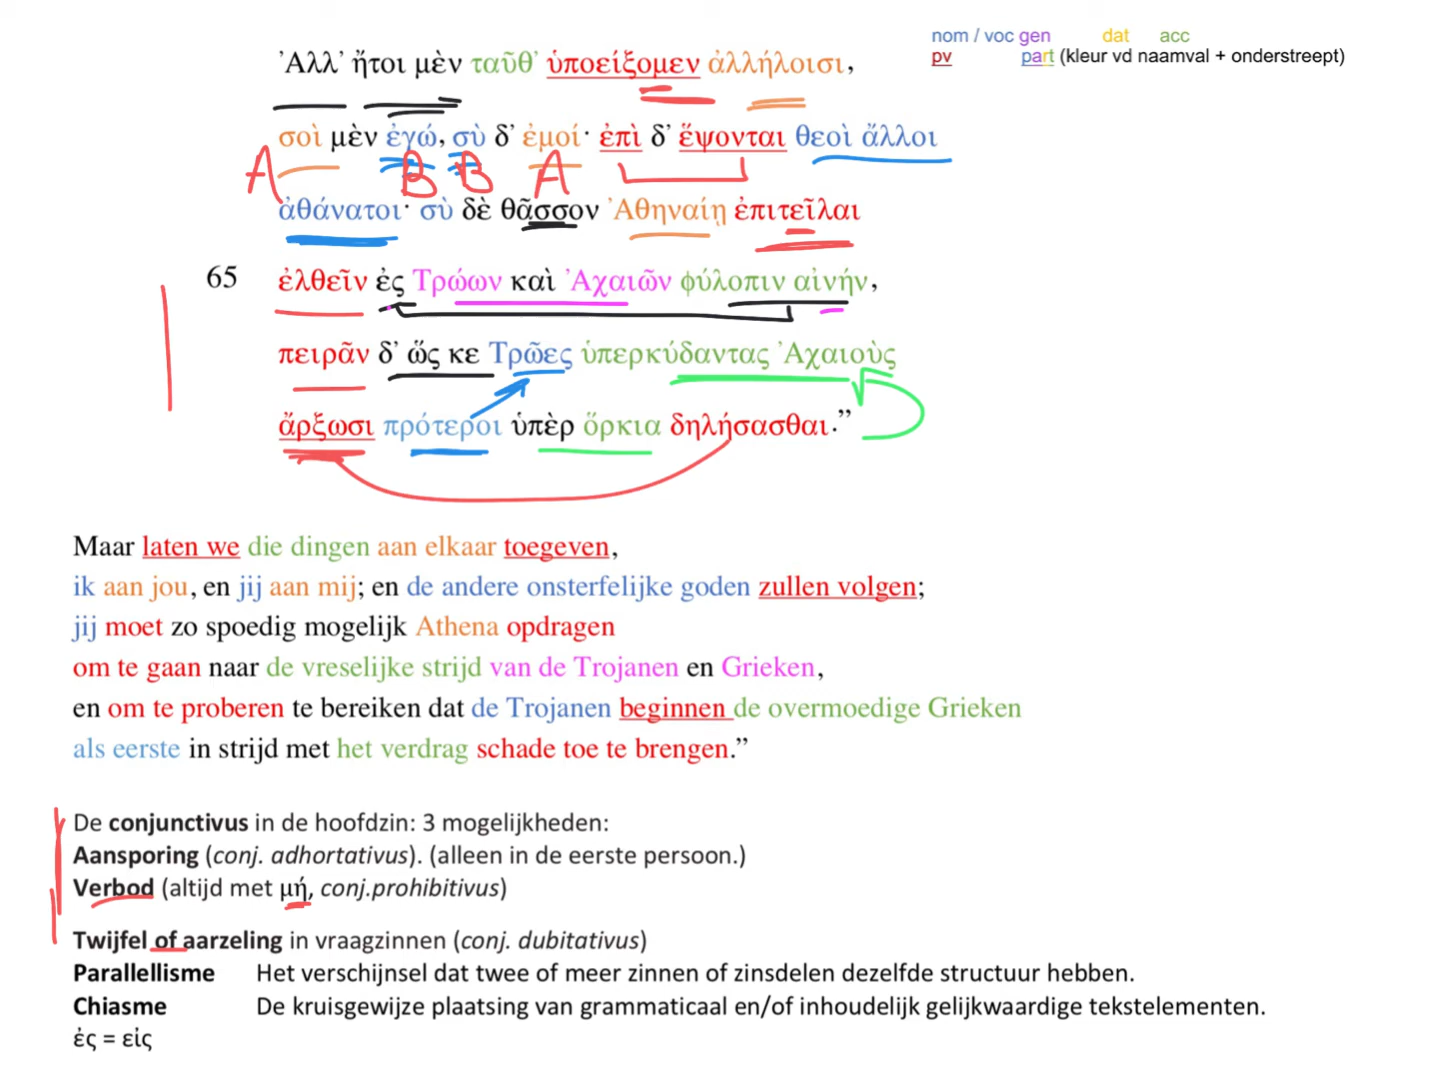 nom / voc gen dat acc
pv part (kleur vd naamval + onderstreept)
Ἀλλ’ ἤτοι μὲν ταῦθ’ ὑποείξομεν ἀλλήλοισι,
σοὶ μὲν ἐγώ, σὺ δ’ ἐμοί· ἐπὶ δ’ ἕψονται θεοὶ ἄλλοι
A B B A
ἀθάνατοι· σὺ δὲ θᾶσσον Ἀθηναίῃ ἐπιτεῖλαι
65 ἐλθεῖν ἐς Τρώων καὶ Ἀχαιῶν φύλοπιν αἰνήν,
πειρᾶν δ’ ὥς κε Τρῶες ὑπερκύδαντας Ἀχαιοὺς
ἄρξωσι πρότεροι ὑπὲρ ὅρκια δηλήσασθαι.”
Maar laten we die dingen aan elkaar toegeven,
ik aan jou, en jij aan mij; en de andere onsterfelijke goden zullen volgen;
jij moet zo spoedig mogelijk Athena opdragen
om te gaan naar de vreselijke strijd van de Trojanen en Grieken,
en om te proberen te bereiken dat de Trojanen beginnen de overmoedige Grieken
als eerste in strijd met het verdrag schade toe te brengen.”
De conjunctivus in de hoofdzin: 3 mogelijkheden:
Aansporing (conj. adhortativus). (alleen in de eerste persoon.)
Verbod (altijd met μή, conj.prohibitivus)
Twijfel of aarzeling in vraagzinnen (conj. dubitativus)
Parallellisme Het verschijnsel dat twee of meer zinnen of zinsdelen dezelfde structuur hebben.
Chiasme De kruisgewijze plaatsing van grammaticaal en/of inhoudelijk gelijkwaardige tekstelementen.
ἐς = εἰς